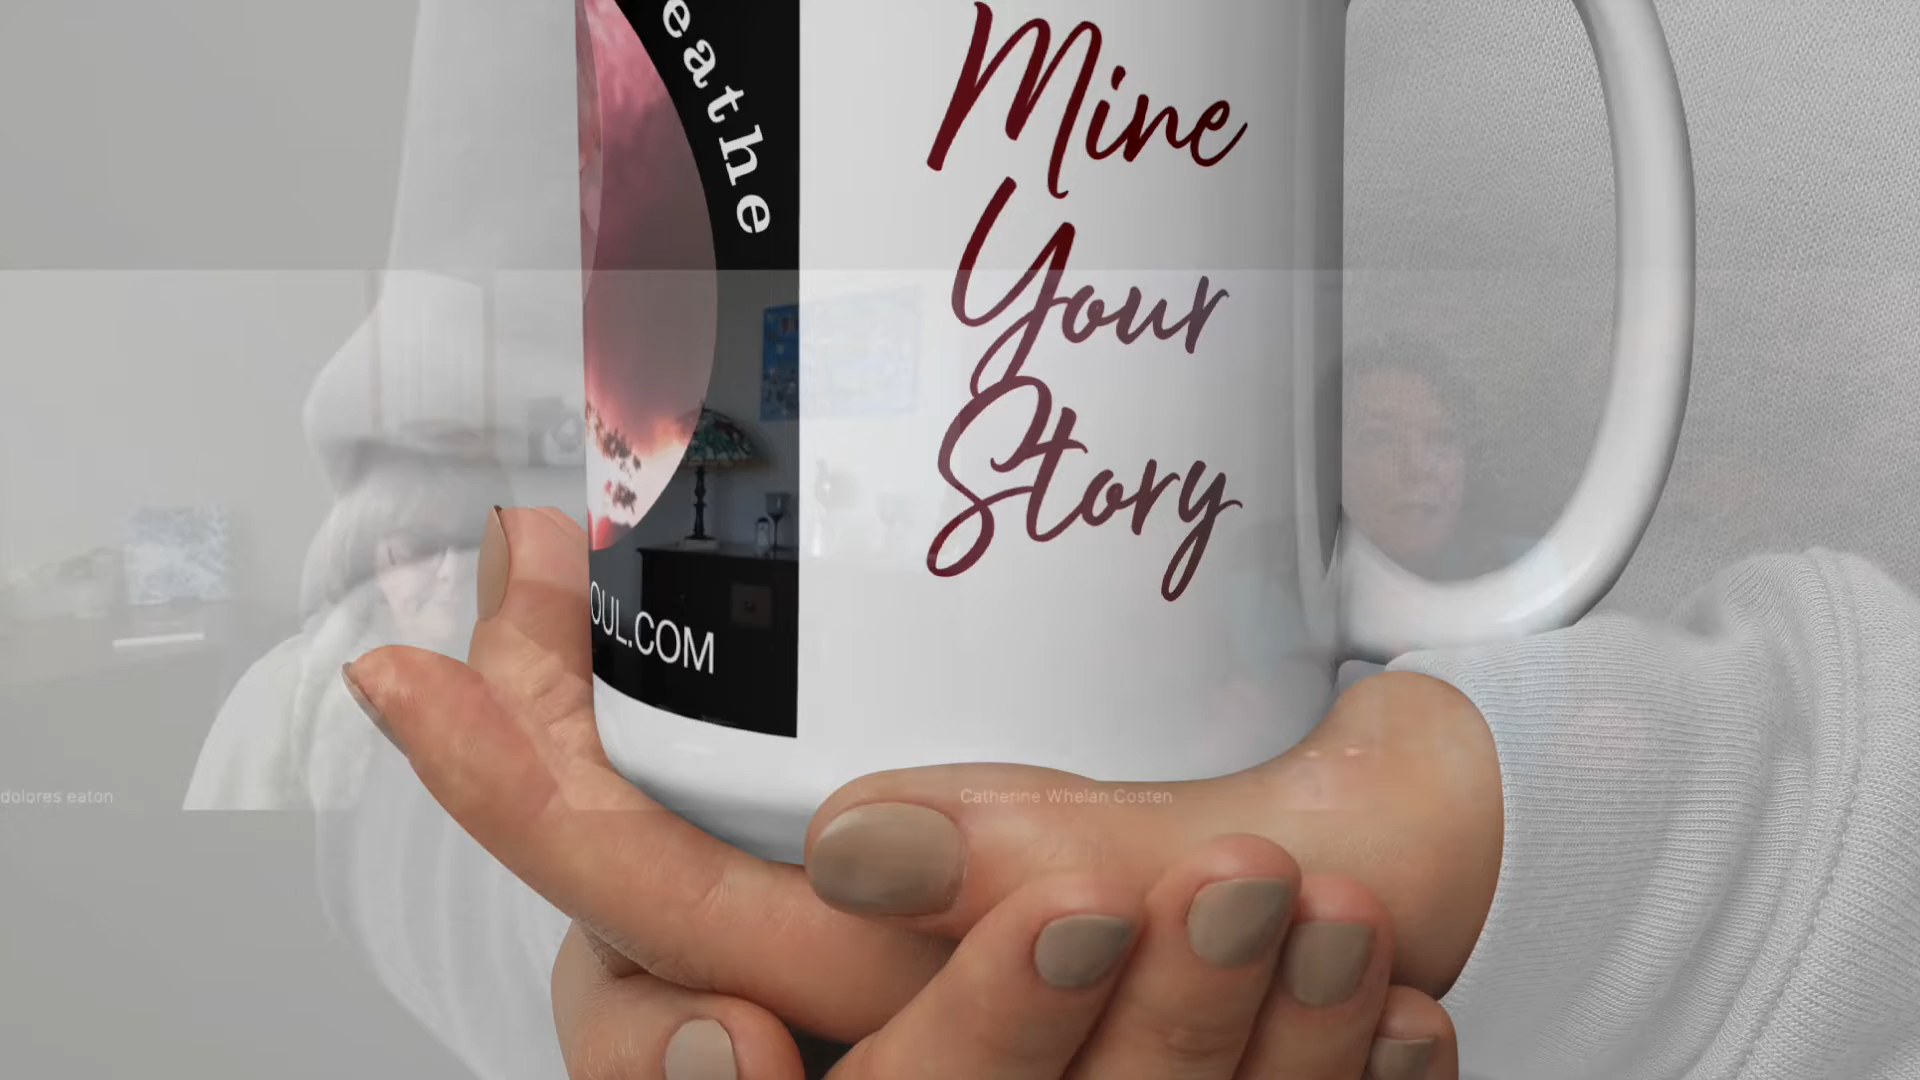 eathe
Mine
Your
Story
OUL.COM
dolores eaton
Catherine Whelan Costen